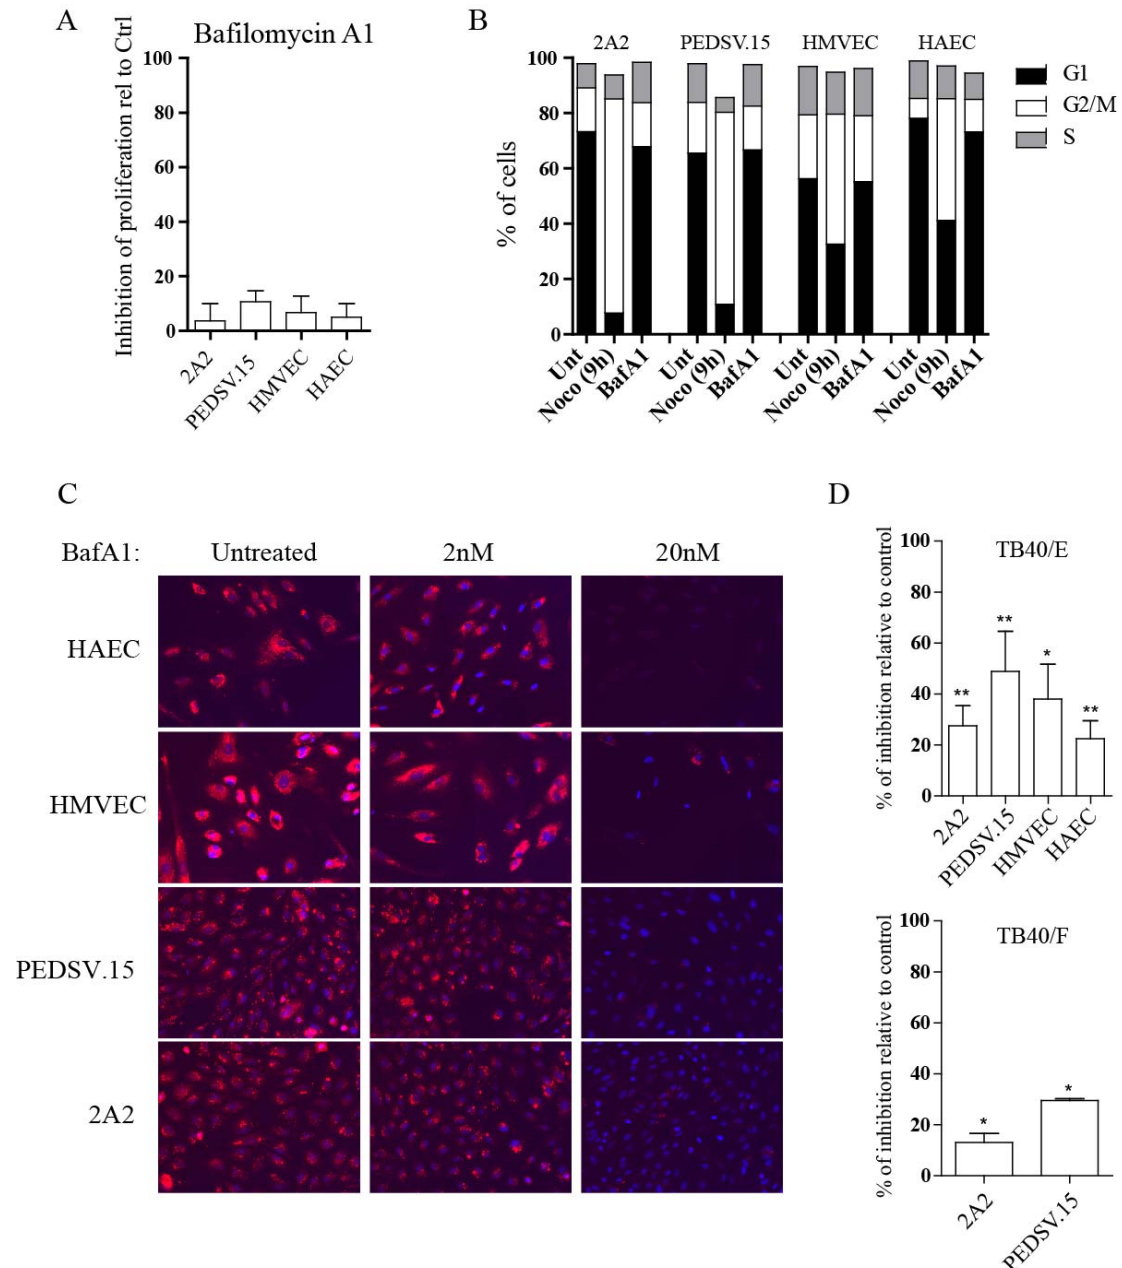 A
Bafilomycin A1
Inhibition of proliferation rel to Ctrl
100
80
60
40
20
0
2A2
PEDSV.15
HMVEC
HAEC
B
% of cells
100
80
60
40
20
0
2A2
PEDSV.15
HMVEC
HAEC
Unt
Noco (9h)
BafA1
Unt
Noco (9h)
BafA1
Unt
Noco (9h)
BafA1
Unt
Noco (9h)
BafA1
G1
G2/M
S
C
BafA1: Untreated 2nM 20nM
HAEC
HMVEC
PEDSV.15
2A2
D
% of inhibition relative to control
TB40/E
100
80
60
40
20
0
**
**
*
**
2A2
PEDSV.15
HMVEC
HAEC
% of inhibition relative to control
TB40/F
100
80
60
40
20
0
*
*
2A2
PEDSV.15